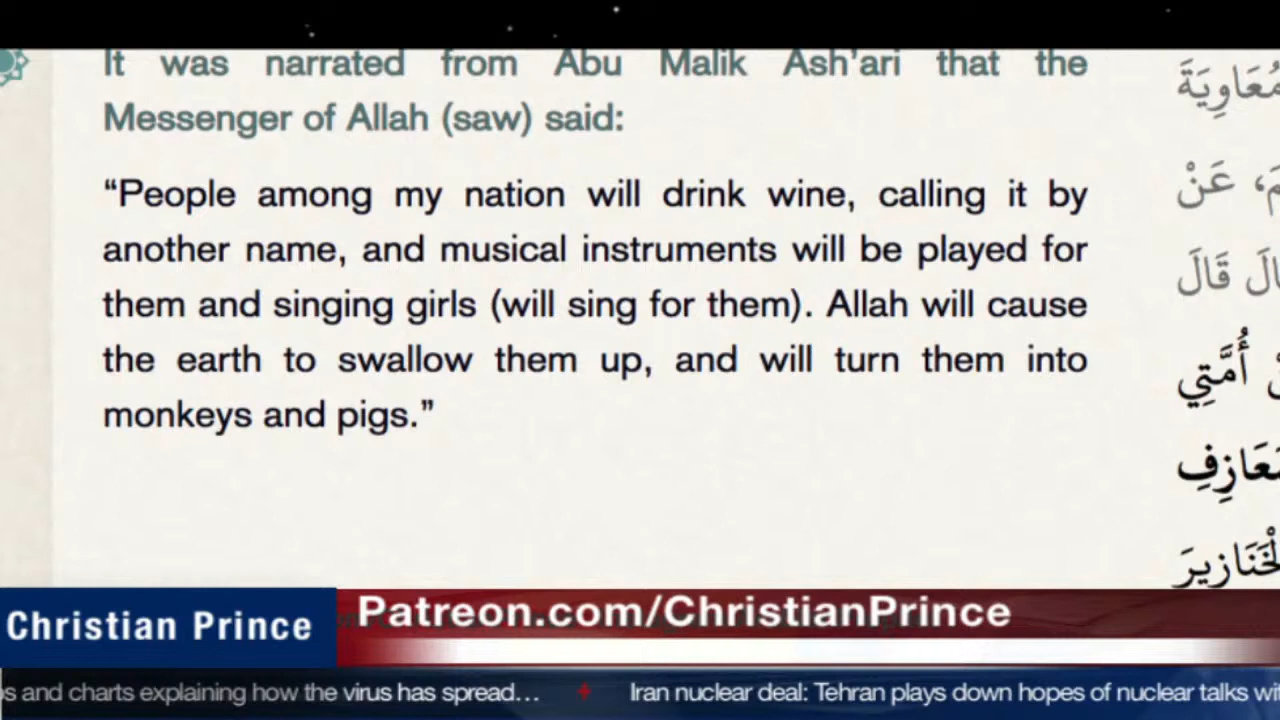 It was narrated from Abu Malik Ash'ari that the
Messenger of Allah (saw) said:
“People among my nation will drink wine, calling it by
another name, and musical instruments will be played for
them and singing girls (will sing for them). Allah will cause
the earth to swallow them up, and will turn them into
monkeys and pigs.”
مُعَاوِيَةَ
عَنْ
قَالَ
أُمَّتِي
Christian Prince
Patreon.com/ChristianPrince
and charts explaining how the virus has spread...
Iran nuclear deal: Tehran plays down hopes of nuclear talks